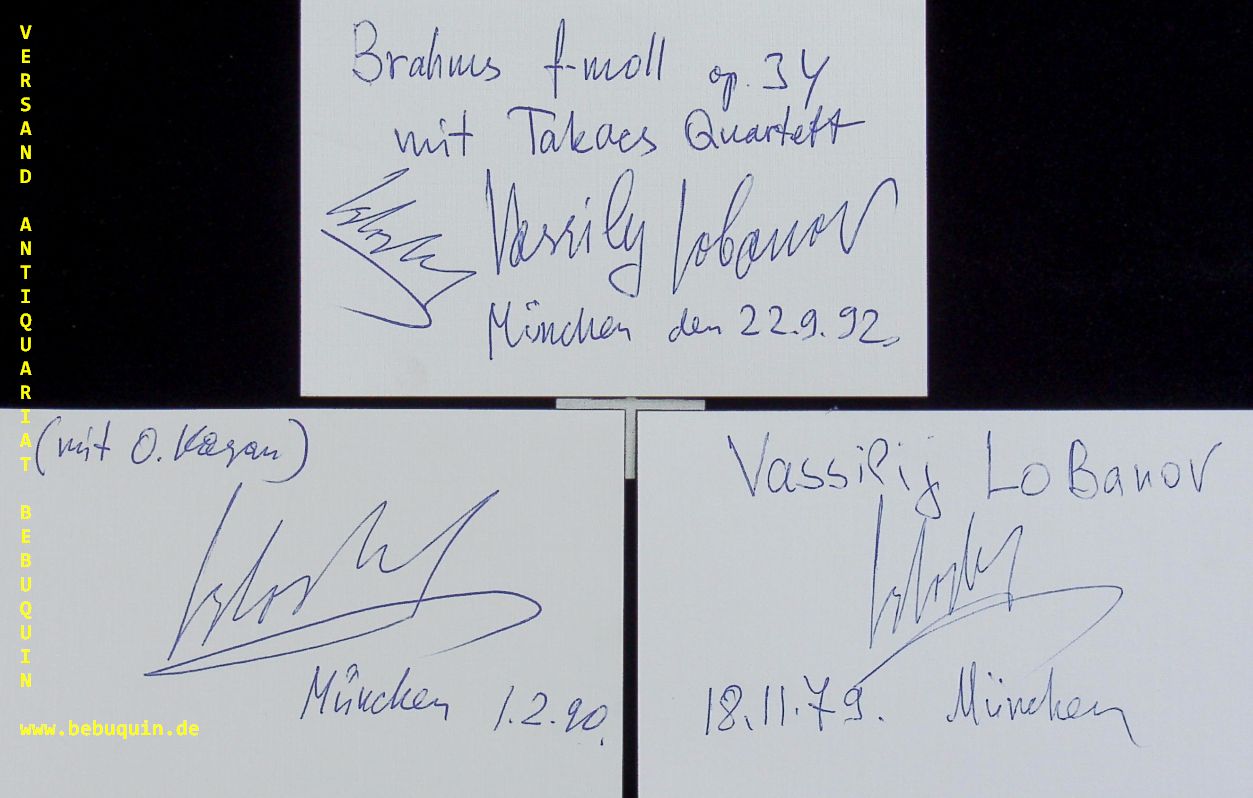 VERSAND ANTIQUARIAT BEBUQUIN
www.bebuquin.de
Brahms f-moll op. 34
mit Takacs Quartett
Vassily Lobanov
München den 22.9.92.
(mit O. Kagan)
München 1.2.90.
Vassilij LoBanov
18.11.79. München